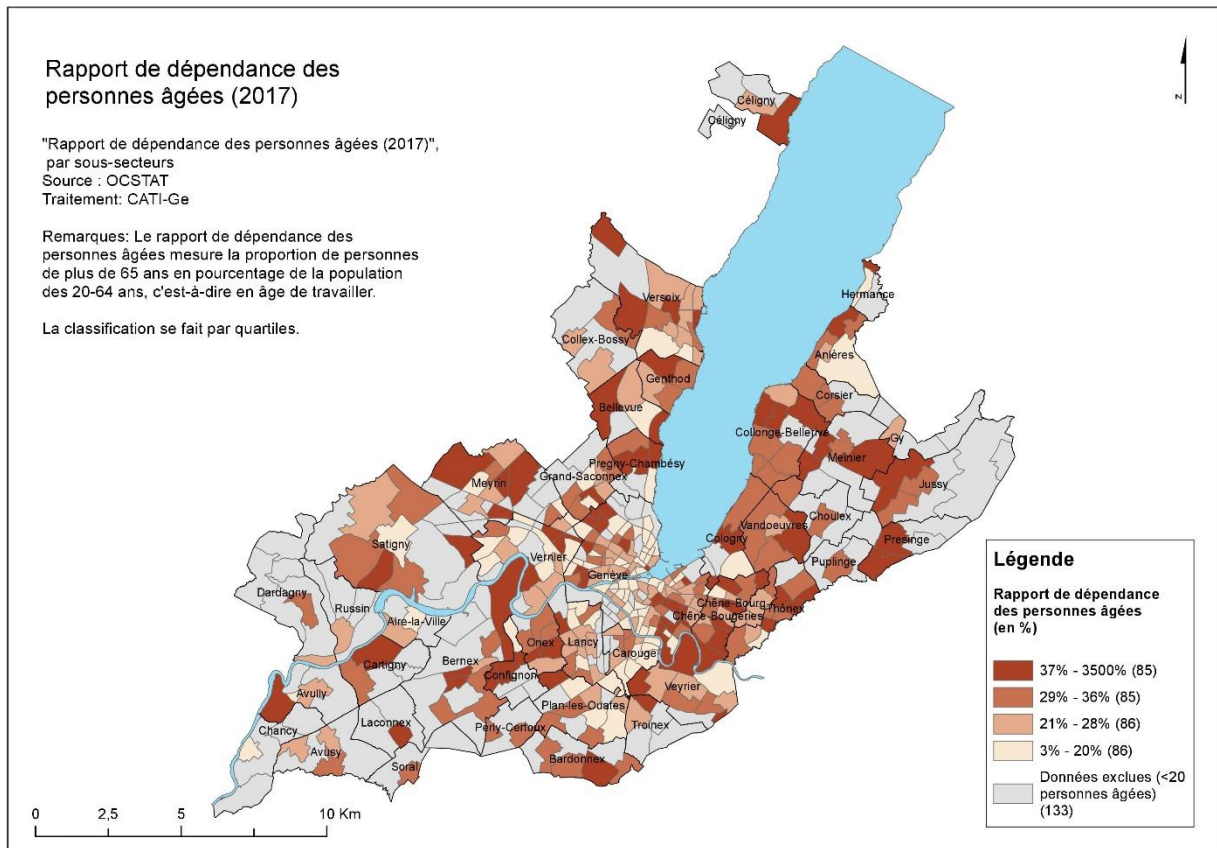 Rapport de dépendance des
personnes âgées (2017)
"Rapport de dépendance des personnes âgées (2017)",
par sous-secteurs
Source : OCSTAT
Traitement: CATI-Ge
Remarques: Le rapport de dépendance des
personnes âgées mesure la proportion de personnes
de plus de 65 ans en pourcentage de la population
des 20-64 ans, c'est-à-dire en âge de travailler.
La classification se fait par quartiles.
N
Céligny
Céligny
Hermance
Versoix
Collex-Bossy
Anières
Genthod
Corsier
Bellevue
Collonge-Bellerive
Gy
Meinier
Pregny-Chambésy
Grand-Saconnex
Meyrin
Jussy
Choulex
Vandoeuvres
Cologny
Presinge
Satigny
Vernier
Puplinge
Genève
Dardagny
Russin
Chêne-Bourg
Thônex
Chêne-Bougeries
Aire-la-Ville
Onex
Lancy
Carouge
Bernex
Cartigny
Confignon
Veyrier
Avully
Plan-les-Ouates
Laconnex
Perly-Certoux
Troinex
Chancy
Avusy
Bardonnex
Soral
0 2,5 5 10 Km
Légende
Rapport de dépendance
des personnes âgées
(en %)
37% - 3500% (85)
29% - 36% (85)
21% - 28% (86)
3% - 20% (86)
Données exclues (<20
personnes âgées)
(133)